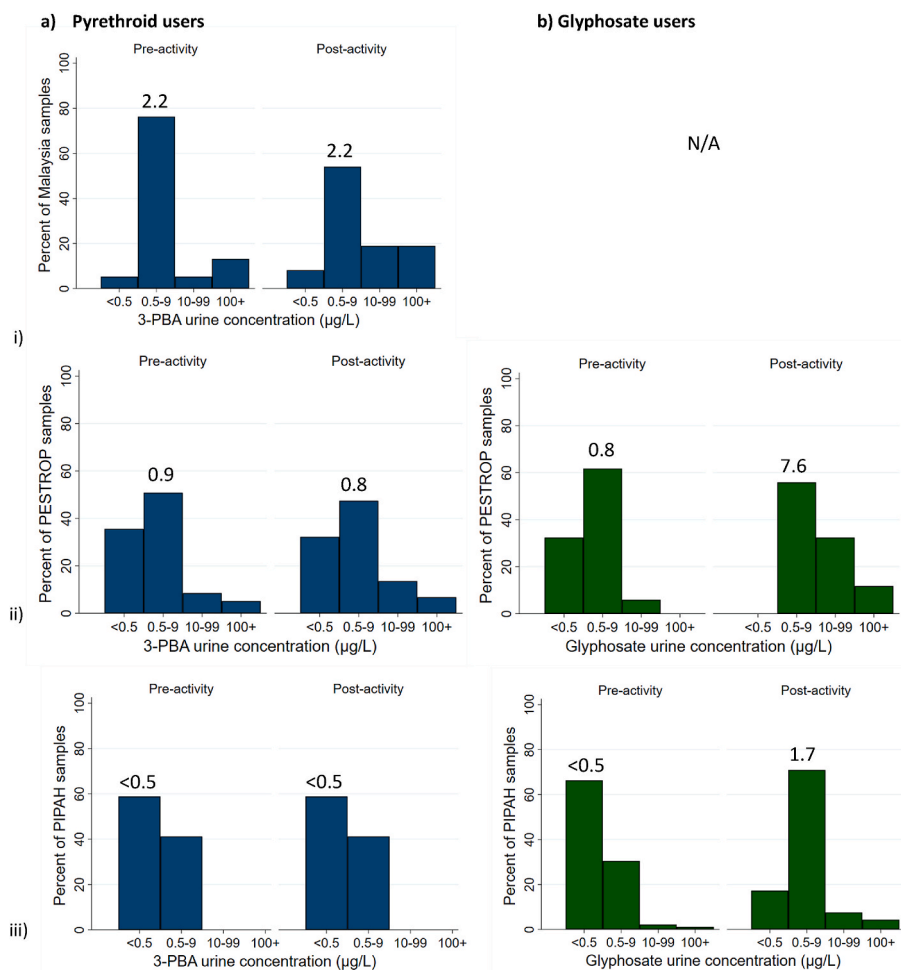 a) Pyrethroid users
b) Glyphosate users
Pre-activity
Post-activity
Percent of Malaysia samples
100
80
60
40
20
0
2.2
2.2
<0.5 0.5-9 10-99 100+
<0.5 0.5-9 10-99 100+
3-PBA urine concentration (µg/L)
N/A
i)
Pre-activity
Post-activity
Percent of PESTROP samples
100
80
60
40
20
0
0.9
0.8
<0.5 0.5-9 10-99 100+
<0.5 0.5-9 10-99 100+
3-PBA urine concentration (µg/L)
Pre-activity
Post-activity
Percent of PESTROP samples
100
80
60
40
20
0
0.8
7.6
<0.5 0.5-9 10-99 100+
<0.5 0.5-9 10-99 100+
Glyphosate urine concentration (µg/L)
ii)
Pre-activity
Post-activity
Percent of PIPAH samples
100
80
60
40
20
0
<0.5
<0.5
<0.5 0.5-9 10-99 100+
<0.5 0.5-9 10-99 100+
3-PBA urine concentration (µg/L)
Pre-activity
Post-activity
Percent of PIPAH samples
100
80
60
40
20
0
<0.5
1.7
<0.5 0.5-9 10-99 100+
<0.5 0.5-9 10-99 100+
Glyphosate urine concentration (µg/L)
iii)